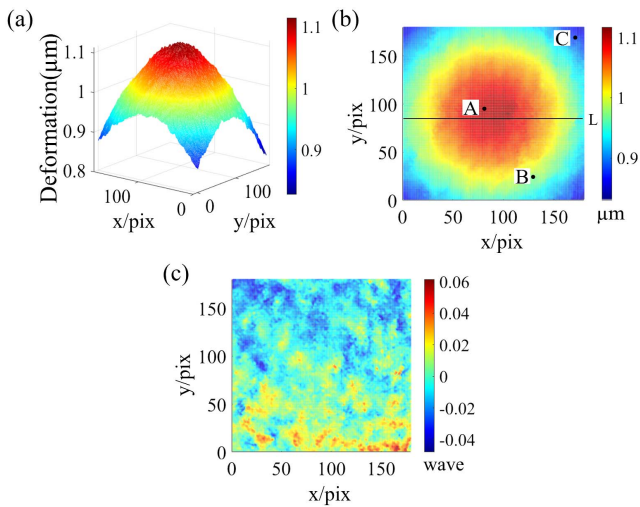 (a)
Deformation(μm)
1.1
1
0.9
0.8
100
0
x/pix
0
100
y/pix
1.1
1
0.9
(b)
y/pix
150
100
50
0
0
50
100
150
x/pix
A
B
C
L
1.1
1
0.9
μm
(c)
y/pix
150
100
50
0
0
50
100
150
x/pix
0.06
0.04
0.02
0
-0.02
-0.04
wave